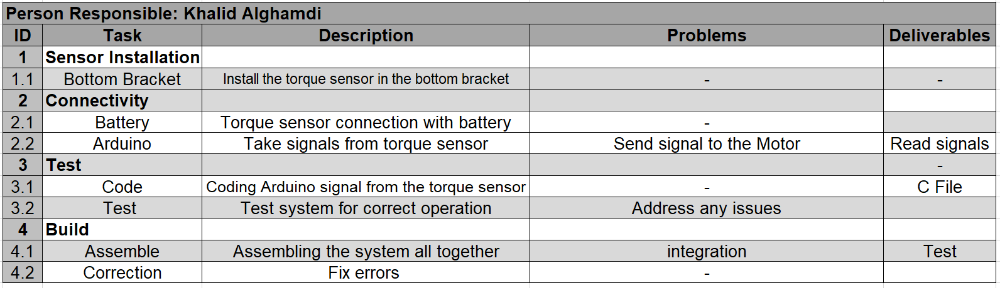 Person Responsible: Khalid Alghamdi
ID Task Description Problems Deliverables
1 Sensor Installation
1.1 Bottom Bracket Install the torque sensor in the bottom bracket - -
2 Connectivity
2.1 Battery Torque sensor connection with battery -
2.2 Arduino Take signals from torque sensor Send signal to the Motor Read signals
3 Test -
3.1 Code Coding Arduino signal from the torque sensor - C File
3.2 Test Test system for correct operation Address any issues
4 Build
4.1 Assemble Assembling the system all together integration Test
4.2 Correction Fix errors -